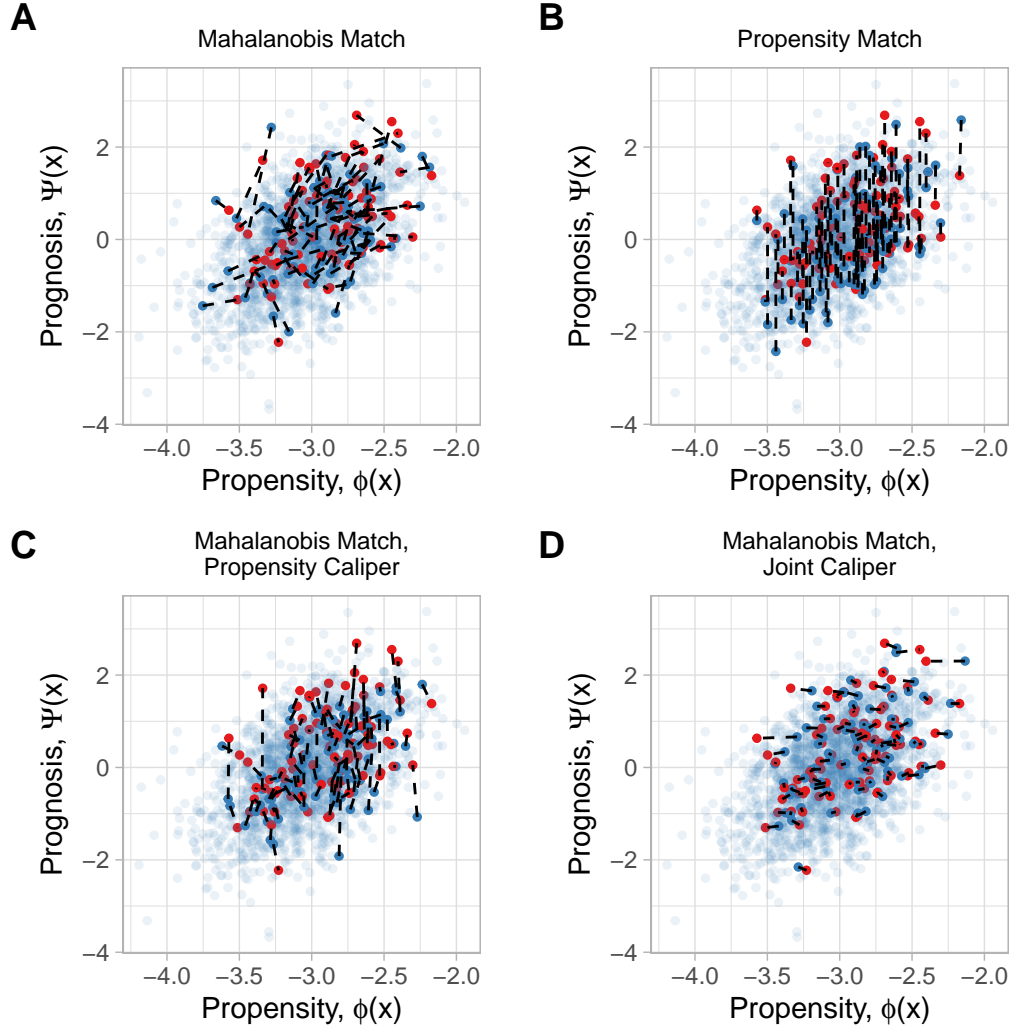 A
Mahalanobis Match
Prognosis, Ψ(x)
2
0
−2
−4
−4.0 −3.5 −3.0 −2.5 −2.0
Propensity, ϕ(x)
B
Propensity Match
Prognosis, Ψ(x)
2
0
−2
−4
−4.0 −3.5 −3.0 −2.5 −2.0
Propensity, ϕ(x)
C
Mahalanobis Match,
Propensity Caliper
Prognosis, Ψ(x)
2
0
−2
−4
−4.0 −3.5 −3.0 −2.5 −2.0
Propensity, ϕ(x)
D
Mahalanobis Match,
Joint Caliper
Prognosis, Ψ(x)
2
0
−2
−4
−4.0 −3.5 −3.0 −2.5 −2.0
Propensity, ϕ(x)